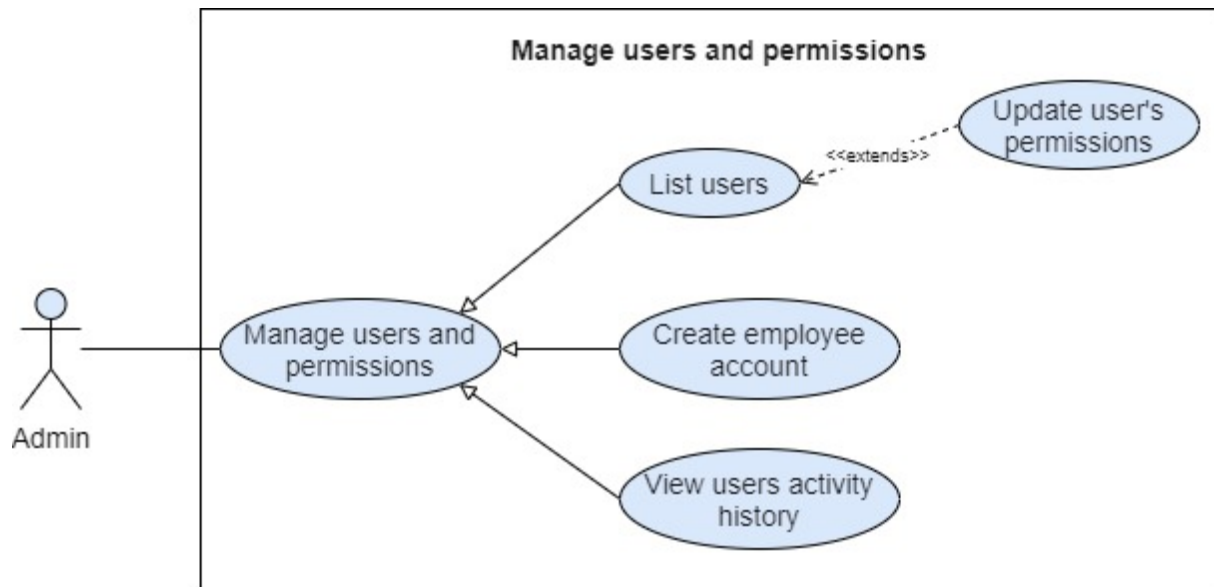 Manage users and permissions
Update user's
permissions
<<extends>>
List users
Manage users and
permissions
Create employee
account
View users activity
history
Admin